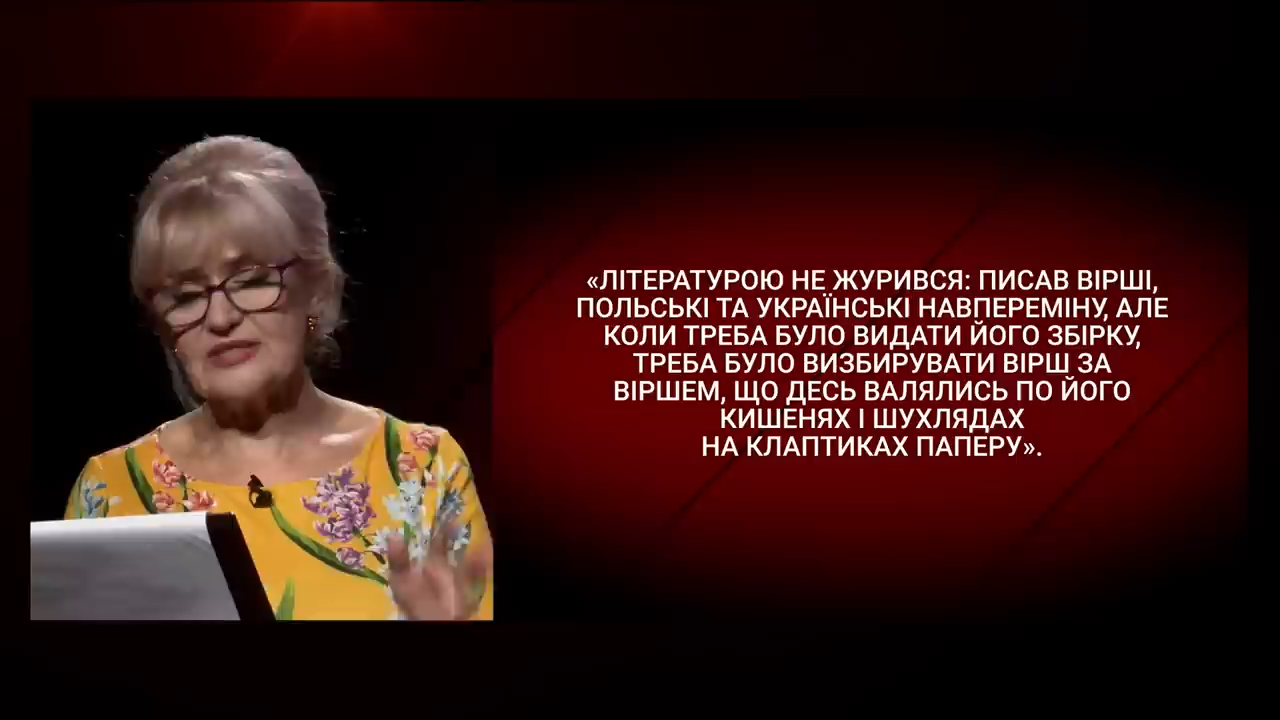 «ЛІТЕРАТУРОЮ НЕ ЖУРИВСЯ: ПИСАВ ВІРШІ,
ПОЛЬСЬКІ ТА УКРАЇНСЬКІ НАВПЕРЕМІНУ, АЛЕ
КОЛИ ТРЕБА БУЛО ВИДАТИ ЙОГО ЗБІРКУ,
ТРЕБА БУЛО ВИЗБИРУВАТИ ВІРШ ЗА
ВІРШЕМ, ЩО ДЕСЬ ВАЛЯЛИСЬ ПО ЙОГО
КИШЕНЯХ І ШУХЛЯДАХ
НА КЛАПТИКАХ ПАПЕРУ».